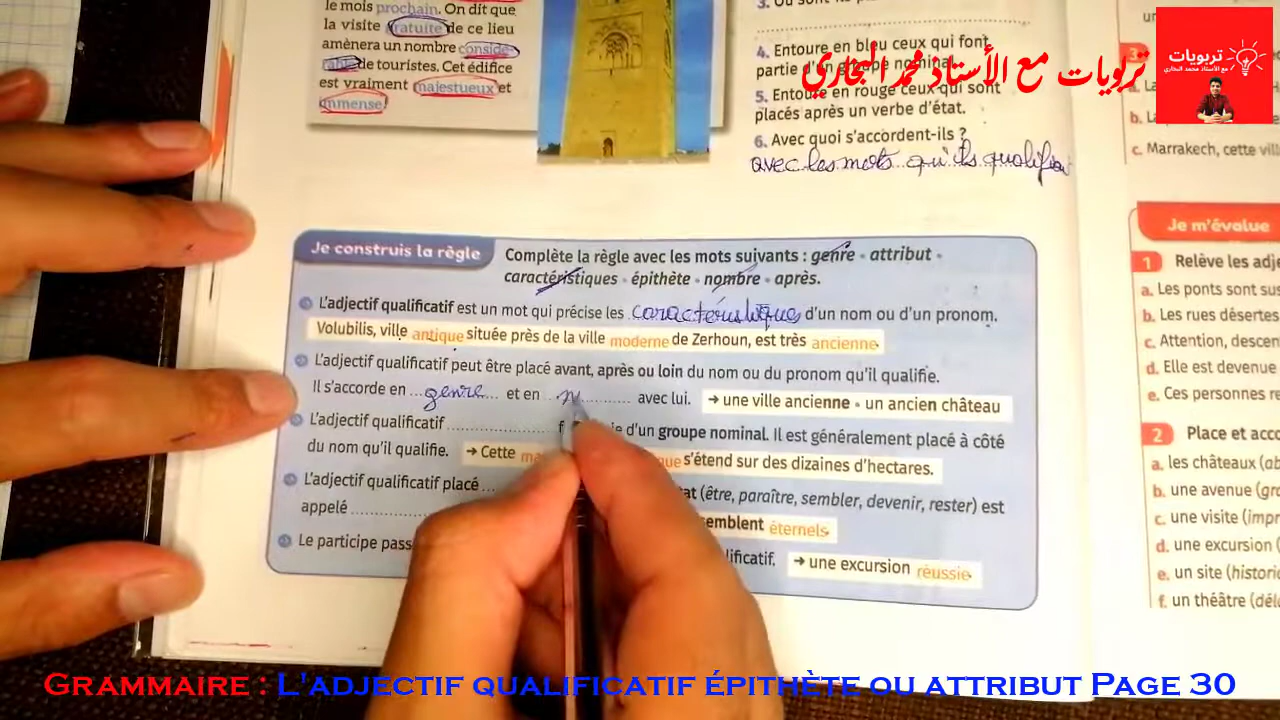 le mois prochain. On dit que
la visite gratuite de ce lieu
amènera un nombre considé-
rable de touristes. Cet édifice
est vraiment majestueux et
immense!
4. Entoure en bleu ceux qui font
partie d'un groupe nominal.
5. Entoure en rouge ceux qui sont
placés après un verbe d'état.
6. Avec quoi s'accordent-ils ?
avec les mots qu'ils qualifient
تربويات مع الأستاذ محمد البخاري
تربويات
مع الأستاذ محمد البخاري
c. Marrakech, cette vill
Je construis la règle
Complète la règle avec les mots suivants : genre • attribut •
caractéristiques • épithète • nombre • après.
L'adjectif qualificatif est un mot qui précise les caractéristiques d'un nom ou d'un pronom.
Volubilis, ville antique située près de la ville moderne de Zerhoun, est très ancienne.
L'adjectif qualificatif peut être placé avant, après ou loin du nom ou du pronom qu'il qualifie.
Il s'accorde en ...genre... et en ... avec lui. → une ville ancienne • un ancien château
L'adjectif qualificatif ... d'un groupe nominal. Il est généralement placé à côté
du nom qu'il qualifie. → Cette s'étend sur des dizaines d'hectares.
L'adjectif qualificatif placé ... (être, paraître, sembler, devenir, rester) est
appelé ... semblent éternels.
Le participe pass → une excursion réussie.
Je m'évalue
1 Relève les adje
a. Les ponts sont sus
b. Les rues désertes
c. Attention, descen
d. Elle est devenue
e. Ces personnes re
2 Place et acco
a. les châteaux (ab
b. une avenue (gra
c. une visite (impr
d. une excursion (
e. un site (historic
f. un théâtre (déla
Grammaire : L'adjectif qualificatif épithète ou attribut Page 30